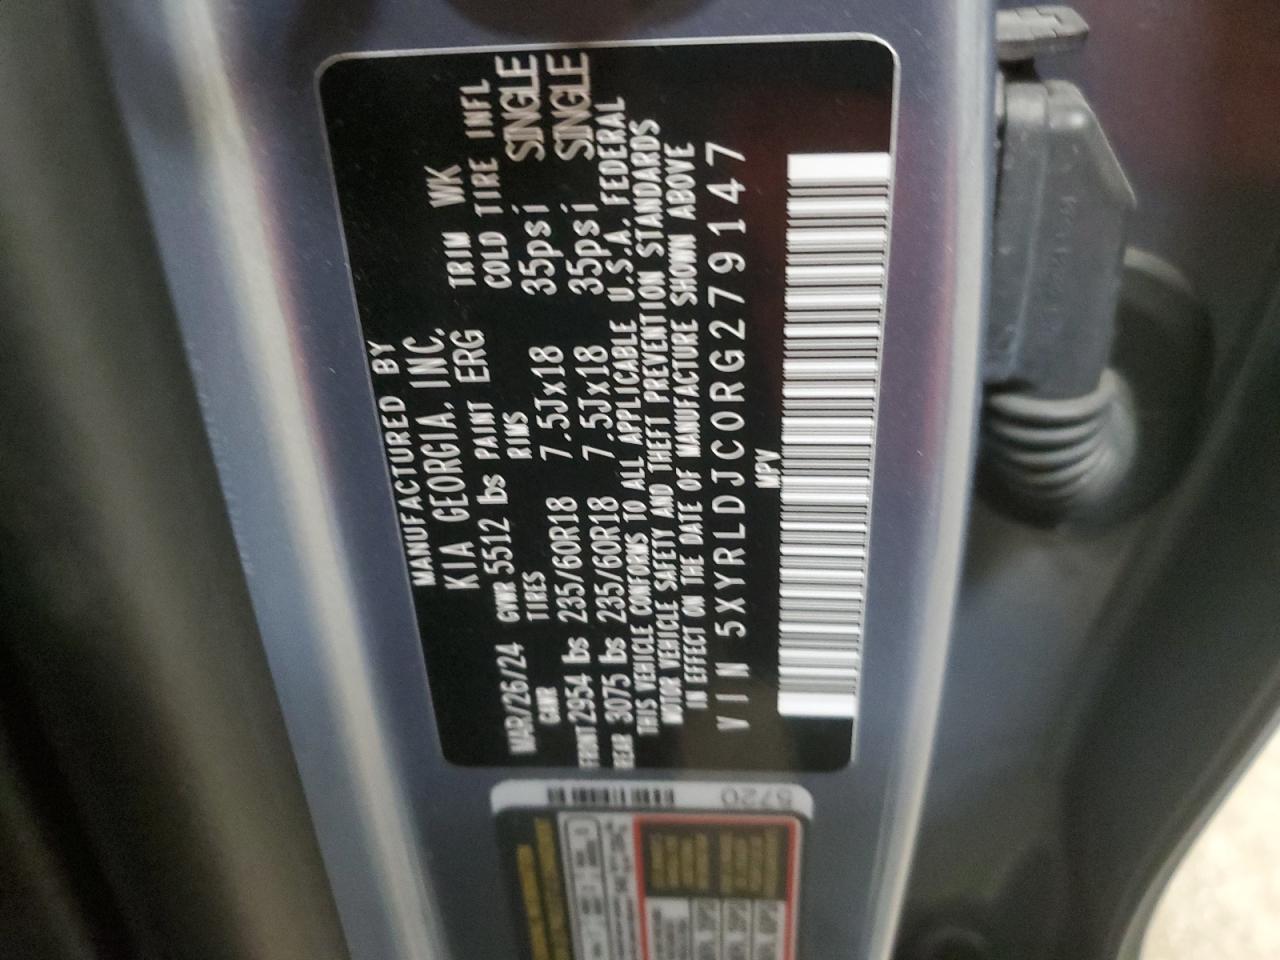 MANUFACTURED BY
KIA GEORGIA, INC.
MAR/26/24 GVWR 5512 lbs PAINT ERG TRIM WK
GAWR TIRES RIMS COLD TIRE INFL
FRONT 2954 lbs 235/60R18 7.5Jx18 35psi SINGLE
REAR 3075 lbs 235/60R18 7.5Jx18 35psi SINGLE
THIS VEHICLE CONFORMS TO ALL APPLICABLE U.S.A. FEDERAL
MOTOR VEHICLE SAFETY AND THEFT PREVENTION STANDARDS
IN EFFECT ON THE DATE OF MANUFACTURE SHOWN ABOVE
VIN 5XYRLDJC0RG279147
MPV
5720